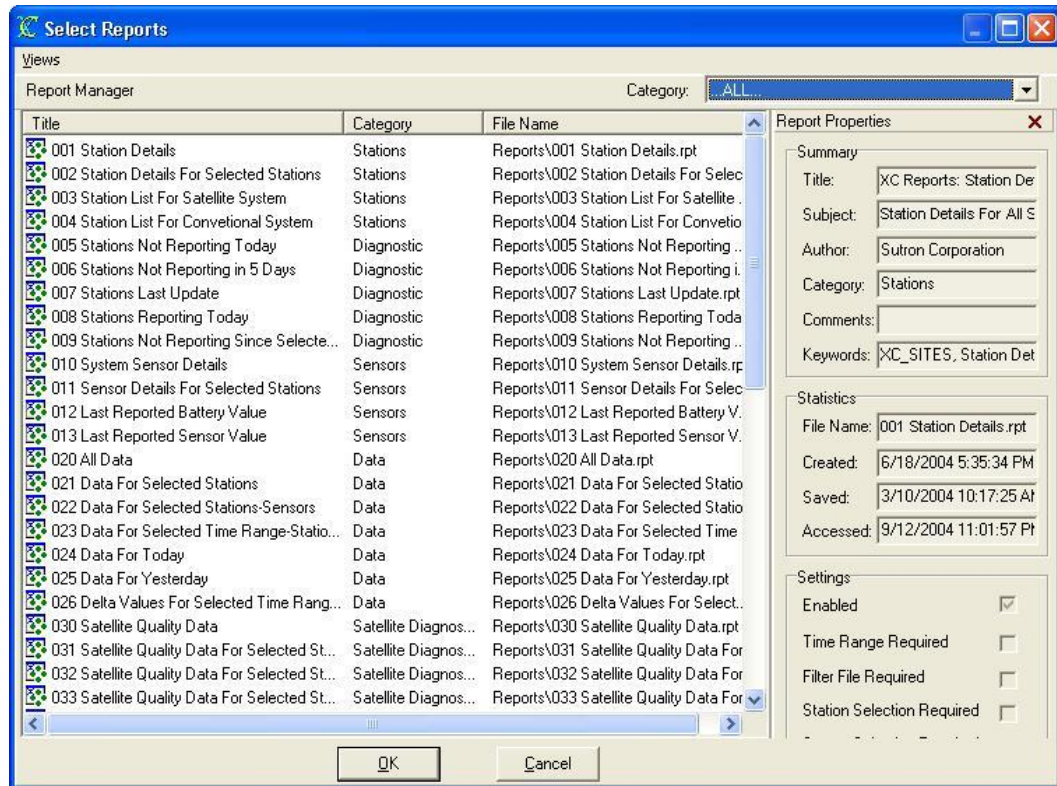 Select Reports
Views
Report Manager
Category: ...ALL...
Title Category File Name
001 Station Details Stations Reports\001 Station Details.rpt
002 Station Details For Selected Stations Stations Reports\002 Station Details For Selec
003 Station List For Satellite System Stations Reports\003 Station List For Satellite .
004 Station List For Convetional System Stations Reports\004 Station List For Convetio
005 Stations Not Reporting Today Diagnostic Reports\005 Stations Not Reporting ..
006 Stations Not Reporting in 5 Days Diagnostic Reports\006 Stations Not Reporting i.
007 Stations Last Update Diagnostic Reports\007 Stations Last Update.rpt
008 Stations Reporting Today Diagnostic Reports\008 Stations Reporting Toda
009 Stations Not Reporting Since Selecte... Diagnostic Reports\009 Stations Not Reporting ..
010 System Sensor Details Sensors Reports\010 System Sensor Details.rp
011 Sensor Details For Selected Stations Sensors Reports\011 Sensor Details For Selec
012 Last Reported Battery Value Sensors Reports\012 Last Reported Battery V.
013 Last Reported Sensor Value Sensors Reports\013 Last Reported Sensor V.
020 All Data Data Reports\020 All Data.rpt
021 Data For Selected Stations Data Reports\021 Data For Selected Statio
022 Data For Selected Stations-Sensors Data Reports\022 Data For Selected Statio
023 Data For Selected Time Range-Statio... Data Reports\023 Data For Selected Time
024 Data For Today Data Reports\024 Data For Today.rpt
025 Data For Yesterday Data Reports\025 Data For Yesterday.rpt
026 Delta Values For Selected Time Rang... Data Reports\026 Delta Values For Select..
030 Satellite Quality Data Satellite Diagnos... Reports\030 Satellite Quality Data.rpt
031 Satellite Quality Data For Selected St... Satellite Diagnos... Reports\031 Satellite Quality Data For
032 Satellite Quality Data For Selected St... Satellite Diagnos... Reports\032 Satellite Quality Data For
033 Satellite Quality Data For Selected St... Satellite Diagnos... Reports\033 Satellite Quality Data For
Report Properties
Summary
Title: XC Reports: Station De
Subject: Station Details For All S
Author: Sutron Corporation
Category: Stations
Comments:
Keywords: XC_SITES, Station Det
Statistics
File Name: 001 Station Details.rpt
Created: 6/18/2004 5:35:34 PM
Saved: 3/10/2004 10:17:25 AM
Accessed: 9/12/2004 11:01:57 PM
Settings
Enabled
Time Range Required
Filter File Required
Station Selection Required
OK
Cancel